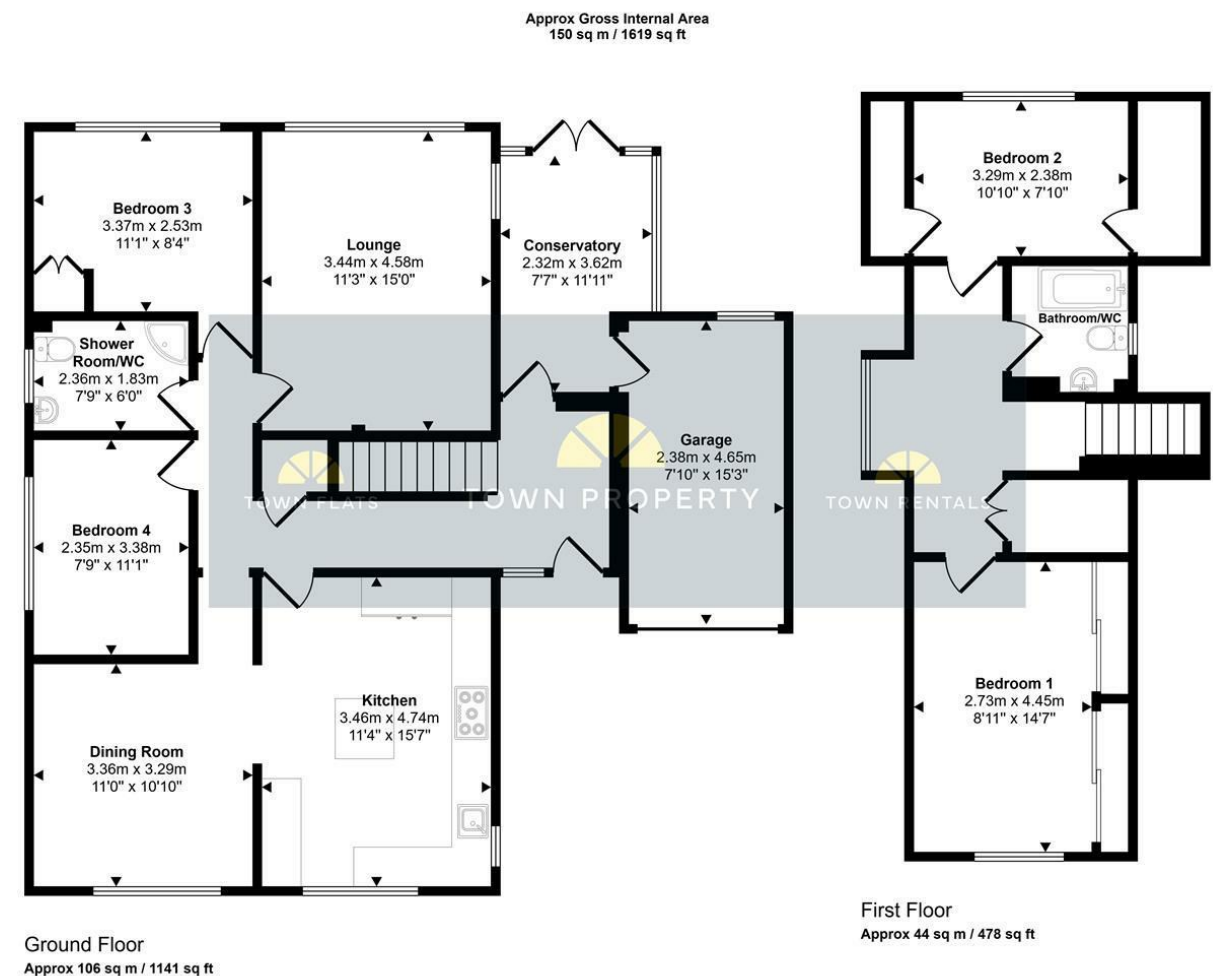 Approx Gross Internal Area
150 sq m / 1619 sq ft
Bedroom 3
3.37m x 2.53m
11'1" x 8'4"
Lounge
3.44m x 4.58m
11'3" x 15'0"
Conservatory
2.32m x 3.62m
7'7" x 11'11"
Shower
Room/WC
2.36m x 1.83m
7'9" x 6'0"
Garage
2.38m x 4.65m
7'10" x 15'3"
Bedroom 4
2.35m x 3.38m
7'9" x 11'1"
Kitchen
3.46m x 4.74m
11'4" x 15'7"
Dining Room
3.36m x 3.29m
11'0" x 10'10"
Ground Floor
Approx 106 sq m / 1141 sq ft
Bedroom 2
3.29m x 2.38m
10'10" x 7'10"
Bathroom/WC
Bedroom 1
2.73m x 4.45m
8'11" x 14'7"
First Floor
Approx 44 sq m / 478 sq ft
TOWN FLATS
TOWN PROPERTY
TOWN RENTALS